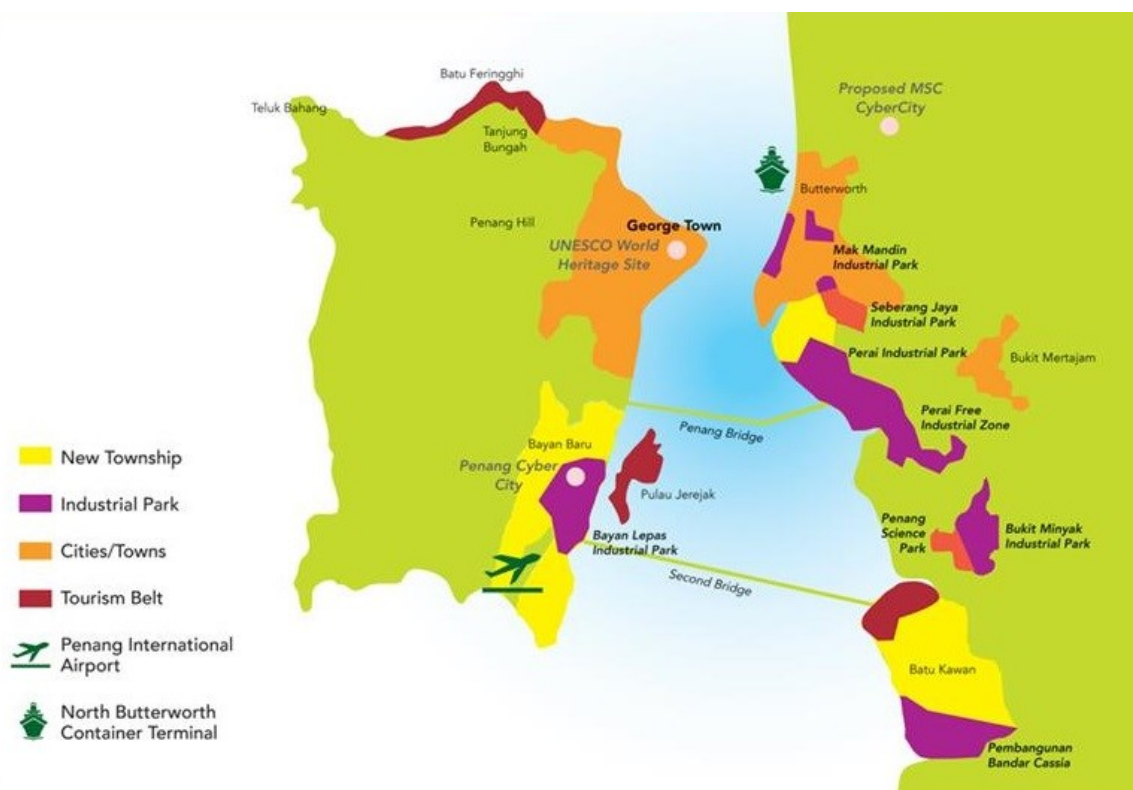 Batu Feringghi
Teluk Bahang
Tanjung
Bungah
Penang Hill
George Town
UNESCO World
Heritage Site
Proposed MSC
CyberCity
Butterworth
Mak Mandin
Industrial Park
Seberang Jaya
Industrial Park
Perai Industrial Park
Bukit Mertajam
Perai Free
Industrial Zone
Penang Bridge
Bayan Baru
Penang Cyber
City
Pulau Jerejak
Bayan Lepas
Industrial Park
Second Bridge
Penang
Science
Park
Bukit Minyak
Industrial Park
Batu Kawan
Pembangunan
Bandar Cassia
New Township
Industrial Park
Cities/Towns
Tourism Belt
Penang International
Airport
North Butterworth
Container Terminal